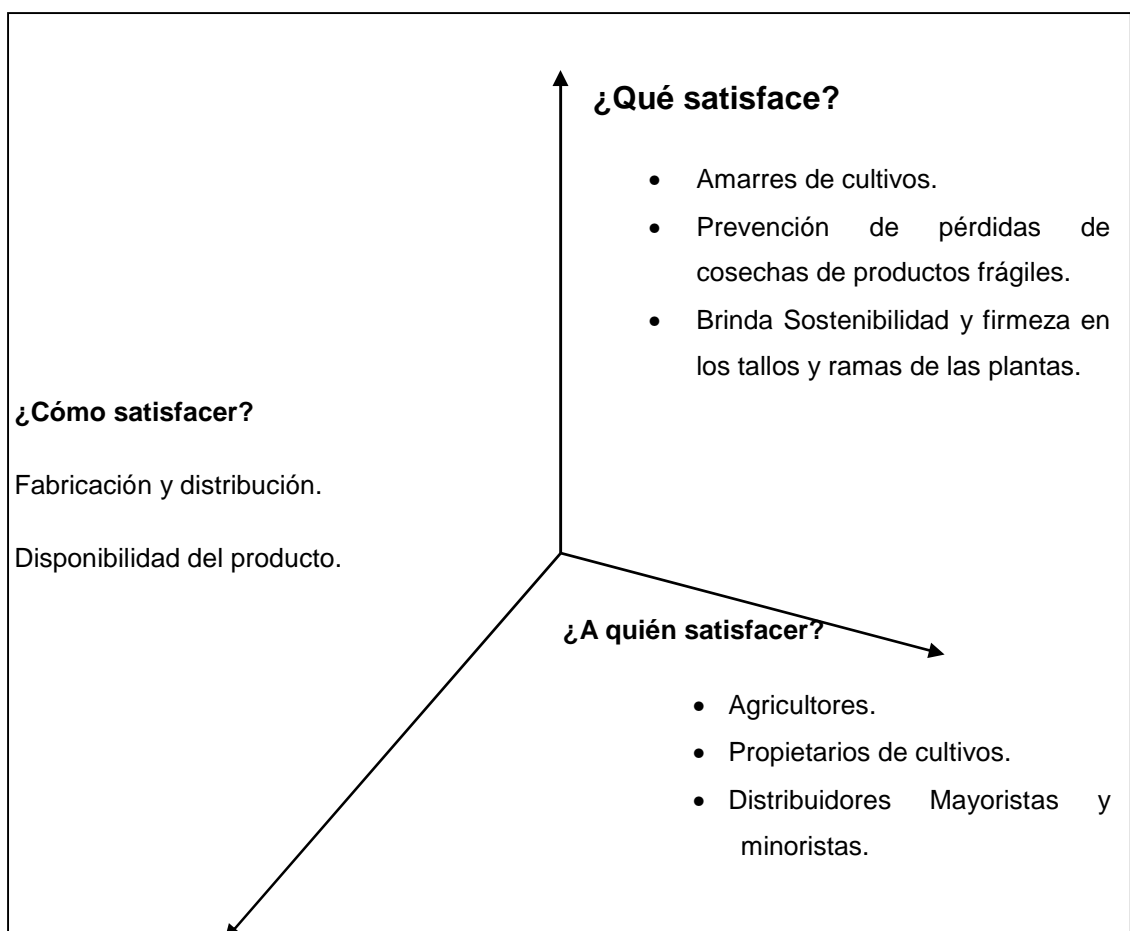 ¿Qué satisface?
• Amarres de cultivos.
• Prevención de pérdidas de
cosechas de productos frágiles.
• Brinda Sostenibilidad y firmeza en
los tallos y ramas de las plantas.
¿Cómo satisfacer?
Fabricación y distribución.
Disponibilidad del producto.
¿A quién satisfacer?
• Agricultores.
• Propietarios de cultivos.
• Distribuidores Mayoristas y
minoristas.